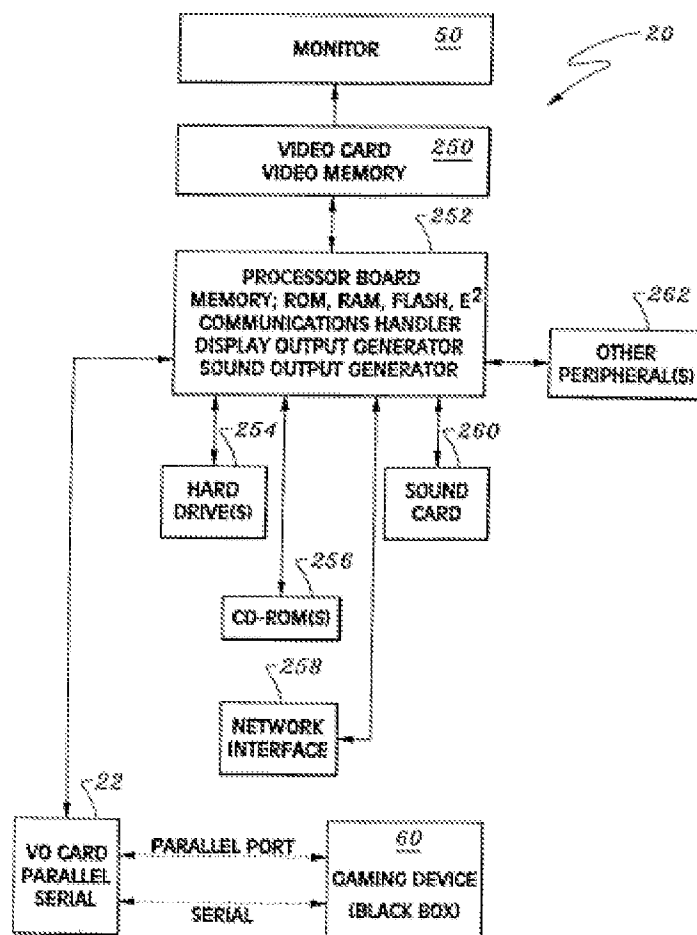 MONITOR
50
20
VIDEO CARD
VIDEO MEMORY
250
252
PROCESSOR BOARD
MEMORY; ROM, RAM, FLASH, E²
COMMUNICATIONS HANDLER
DISPLAY OUTPUT GENERATOR
SOUND OUTPUT GENERATOR
262
OTHER
PERIPHERAL(S)
254
HARD
DRIVE(S)
260
SOUND
CARD
256
CD-ROM(S)
258
NETWORK
INTERFACE
22
I/O CARD
PARALLEL
SERIAL
PARALLEL PORT
SERIAL
60
GAMING DEVICE
(BLACK BOX)